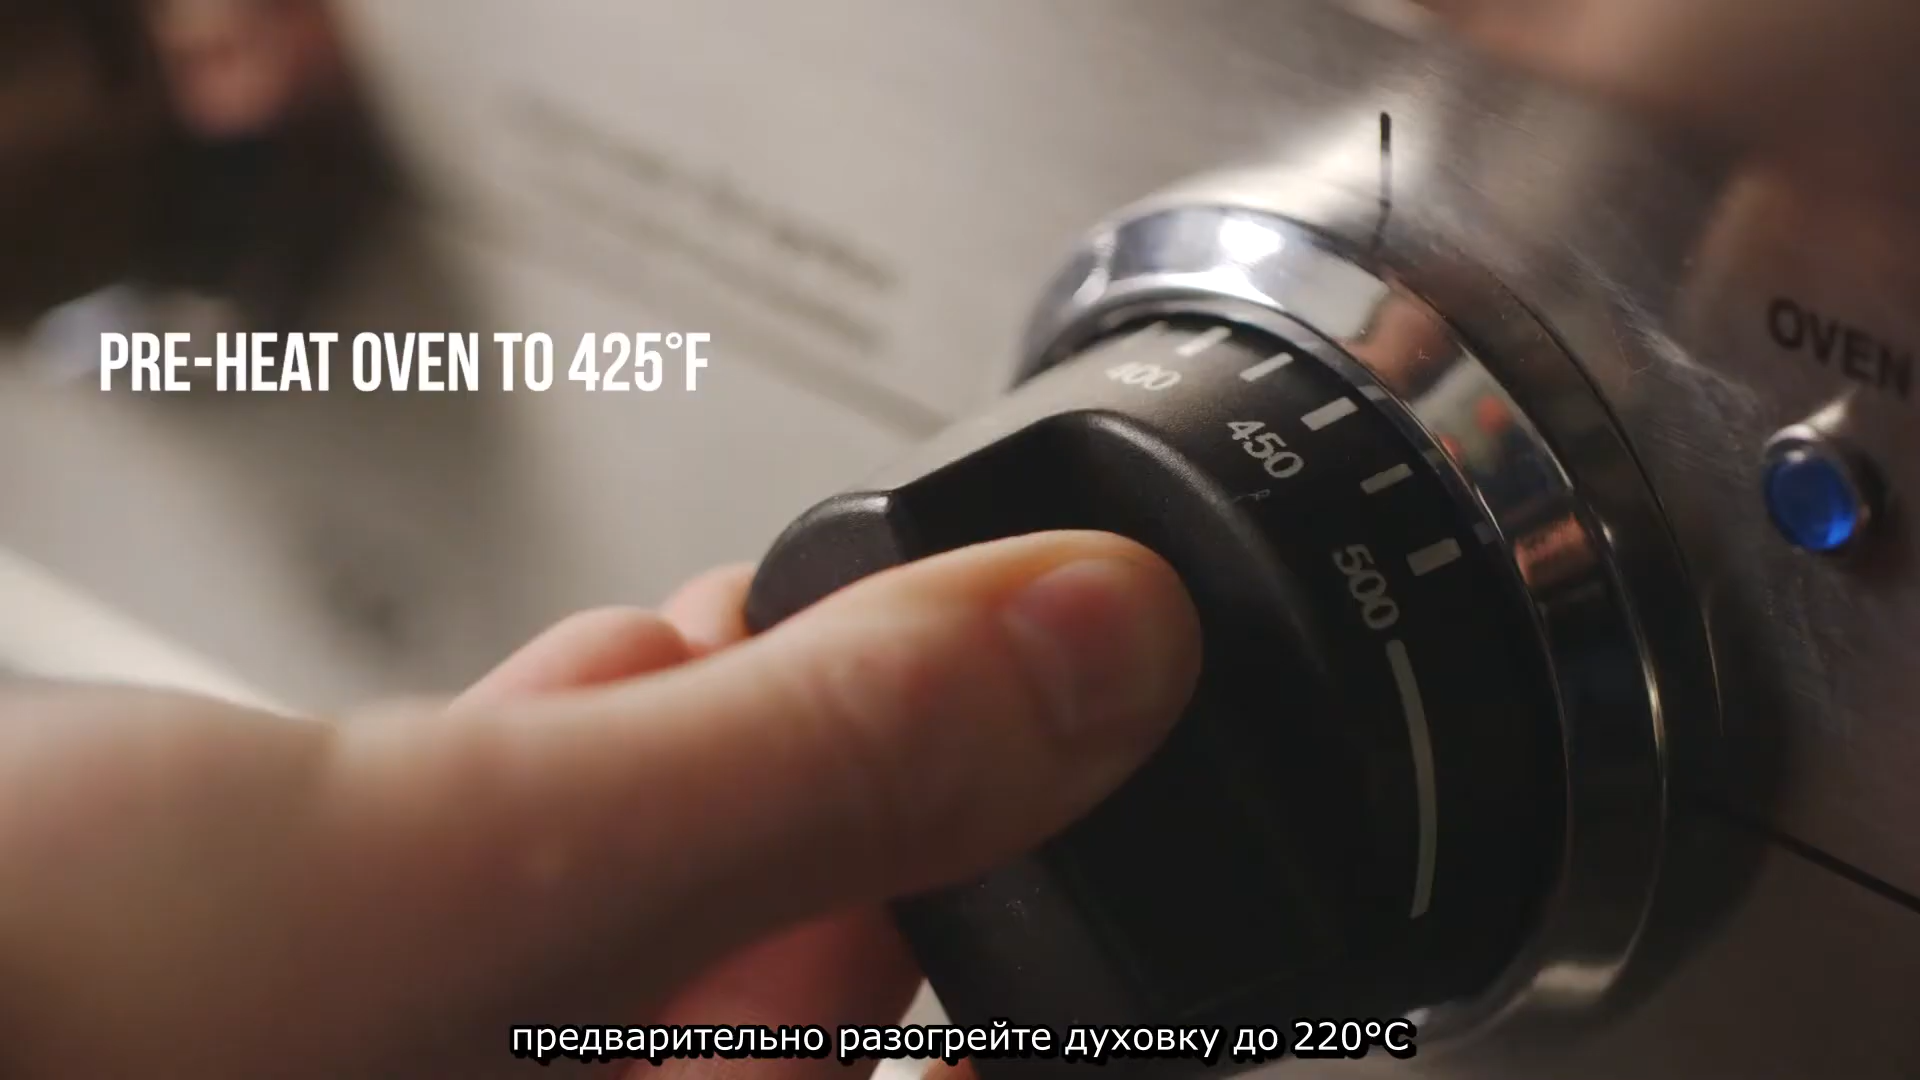 PRE-HEAT OVEN TO 425°F
OVEN
400
450
500
предварительно разогрейте духовку до 220°C